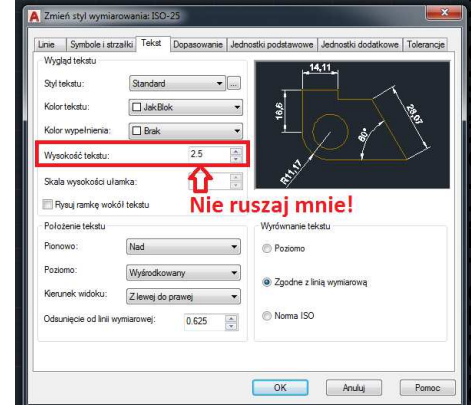 Zmień styl wymiarowania: ISO-25
Linie Symbole i strzałki Tekst Dopasowanie Jednostki podstawowe Jednostki dodatkowe Tolerancje
Wygląd tekstu
Styl tekstu: Standard ...
Kolor tekstu: JakBlok
Kolor wypełnienia: Brak
Wysokość tekstu: 2.5
Skala wysokości ułamka:
Rysuj ramkę wokół tekstu
14,11
16,6
28,07
80°
R11,17
Nie ruszaj mnie!
Położenie tekstu
Pionowo: Nad
Poziomo: Wyśrodkowany
Kierunek widoku: Z lewej do prawej
Odsunięcie od linii wymiarowej: 0.625
Wyrównanie tekstu
Poziomo
Zgodne z linią wymiarową
Norma ISO
OK Anuluj Pomoc